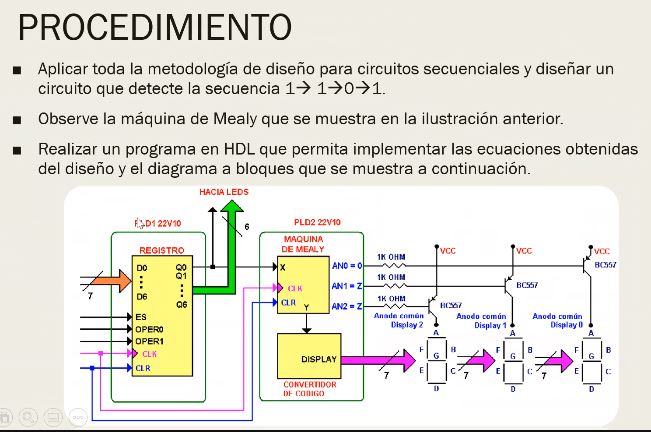 PROCEDIMIENTO
■ Aplicar toda la metodología de diseño para circuitos secuenciales y diseñar un
circuito que detecte la secuencia 1→ 1→0→1.
■ Observe la máquina de Mealy que se muestra en la ilustración anterior.
■ Realizar un programa en HDL que permita implementar las ecuaciones obtenidas
del diseño y el diagrama a bloques que se muestra a continuación.
HACIA LEDS
6
PLD1 22V10
PLD2 22V10
REGISTRO
MAQUINA
DE MEALY
D0
D6
7
Q0
Q1
Q6
ES
OPER0
OPER1
CLK
CLR
X
CLK
CLR
Y
AN0 = 0
AN1 = Z
AN2 = Z
1K OHM
1K OHM
1K OHM
VCC
VCC
VCC
BC557
BC557
BC557
Anodo común
Display 2
Anodo común
Display 1
Anodo común
Display 0
DISPLAY
CONVERTIDOR
DE CODIGO
7
7
7
A
F B
G
E C
D
A
F B
G
E C
D
A
F B
G
E C
D